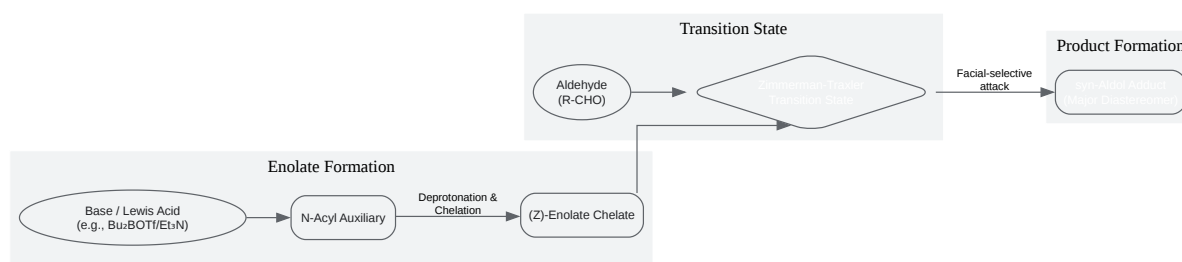 Transition State
Product Formation
Aldehyde
(R-CHO)
Zimmerman-Traxler
Transition State
Facial-selective
attack
syn-Aldol Adduct
(Major Diastereomer)
Enolate Formation
Base / Lewis Acid
(e.g., Bu₂BOTf/Et₃N)
N-Acyl Auxiliary
Deprotonation &
Chelation
(Z)-Enolate Chelate